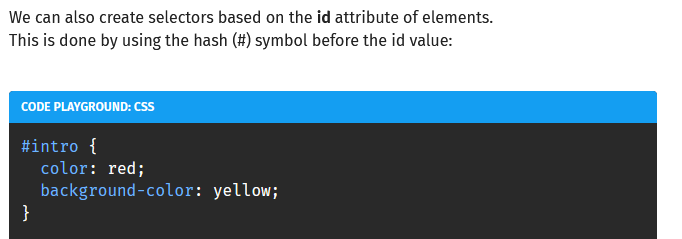 We can also create selectors based on the id attribute of elements.
This is done by using the hash (#) symbol before the id value:
CODE PLAYGROUND: CSS
#intro {
  color: red;
  background-color: yellow;
}